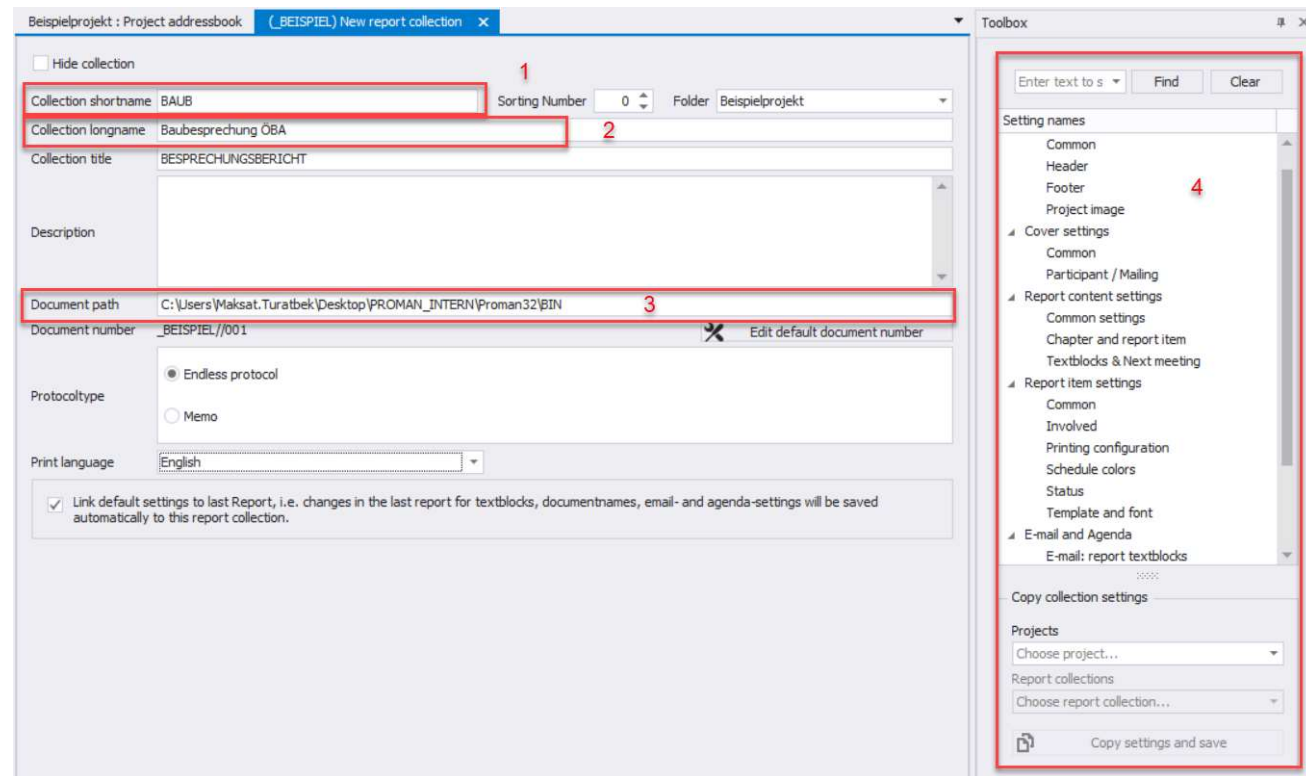 Beispielprojekt : Project addressbook
(_BEISPIEL) New report collection
Hide collection
1
Collection shortname BAUB Sorting Number 0 Folder Beispielprojekt
Collection longname Baubesprechung ÖBA 2
Collection title BESPRECHUNGSBERICHT
Description
Document path C:\Users\Maksat.Turatbek\Desktop\PROMAN_INTERN\Proman32\BIN 3
Document number _BEISPIEL//001 Edit default document number
Protocoltype
Endless protocol
Memo
Print language English
Link default settings to last Report, i.e. changes in the last report for textblocks, documentnames, email- and agenda-settings will be saved
automatically to this report collection.
Toolbox
Enter text to s Find Clear
Setting names
Common
Header
Footer 4
Project image
Cover settings
Common
Participant / Mailing
Report content settings
Common settings
Chapter and report item
Textblocks & Next meeting
Report item settings
Common
Involved
Printing configuration
Schedule colors
Status
Template and font
E-mail and Agenda
E-mail: report textblocks
Copy collection settings
Projects
Choose project...
Report collections
Choose report collection...
Copy settings and save